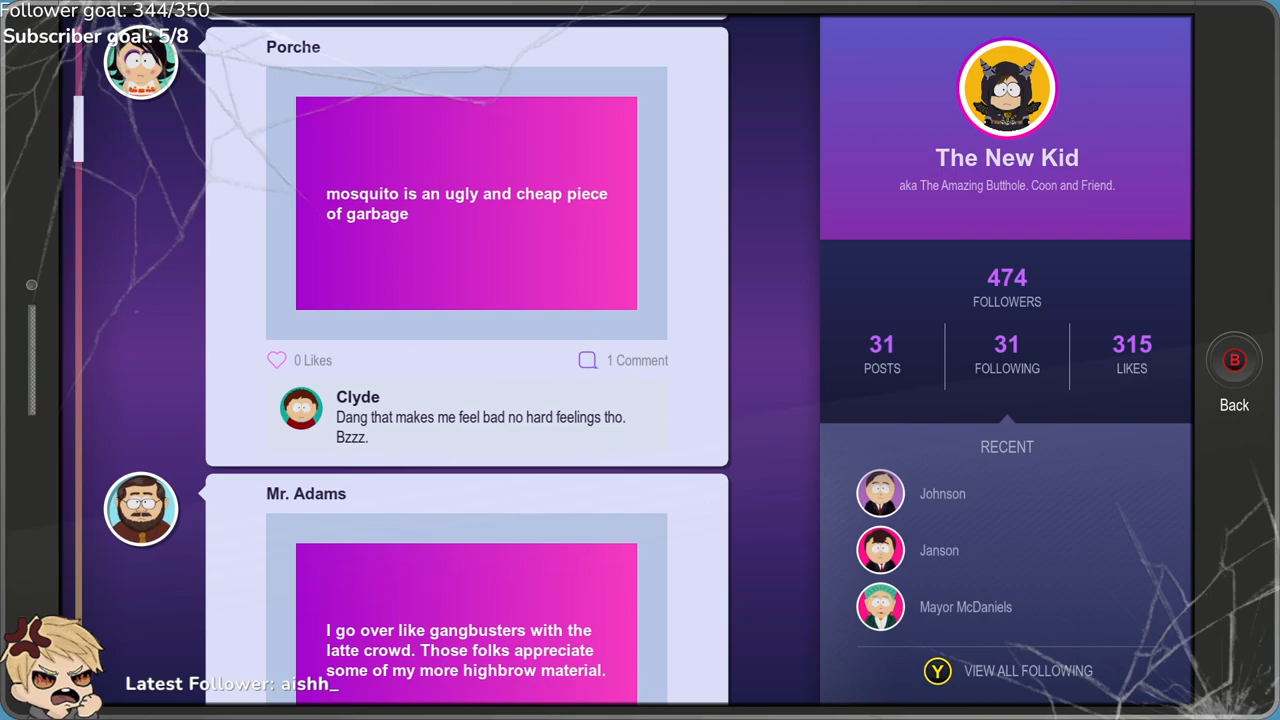 Follower goal: 344/350
Subscriber goal: 5/8
Porche
mosquito is an ugly and cheap piece
of garbage
0 Likes
1 Comment
Clyde
Dang that makes me feel bad no hard feelings tho.
Bzzz.
Mr. Adams
I go over like gangbusters with the
latte crowd. Those folks appreciate
some of my more highbrow material.
Latest Follower: aishh_
The New Kid
aka The Amazing Butthole. Coon and Friend.
474
FOLLOWERS
31
POSTS
31
FOLLOWING
315
LIKES
RECENT
Johnson
Janson
Mayor McDaniels
Y VIEW ALL FOLLOWING
B
Back